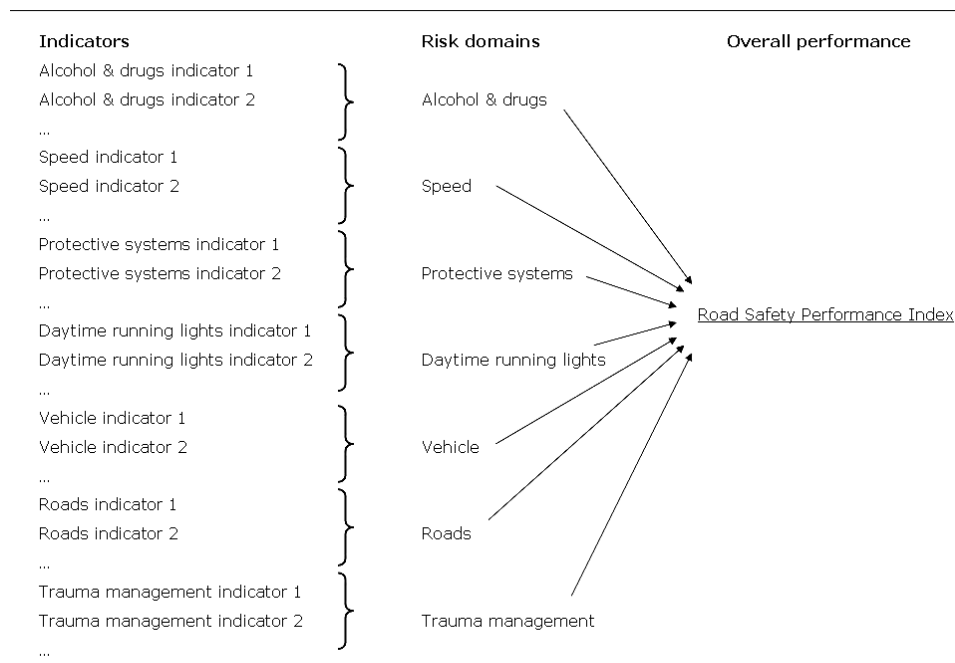 Indicators Risk domains Overall performance
Alcohol & drugs indicator 1
Alcohol & drugs indicator 2 Alcohol & drugs
...
Speed indicator 1
Speed indicator 2 Speed
...
Protective systems indicator 1
Protective systems indicator 2 Protective systems
...
Road Safety Performance Index
Daytime running lights indicator 1
Daytime running lights indicator 2 Daytime running lights
...
Vehicle indicator 1
Vehicle indicator 2 Vehicle
...
Roads indicator 1
Roads indicator 2 Roads
...
Trauma management indicator 1
Trauma management indicator 2 Trauma management
...